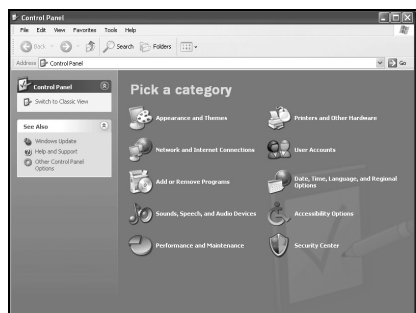 Control Panel
File Edit View Favorites Tools Help
Back Search Folders
Address Control Panel Go
Control Panel
Switch to Classic View
See Also
Windows Update
Help and Support
Other Control Panel
Options
Pick a category
Appearance and Themes
Printers and Other Hardware
Network and Internet Connections
User Accounts
Add or Remove Programs
Date, Time, Language, and Regional
Options
Sounds, Speech, and Audio Devices
Accessibility Options
Performance and Maintenance
Security Center